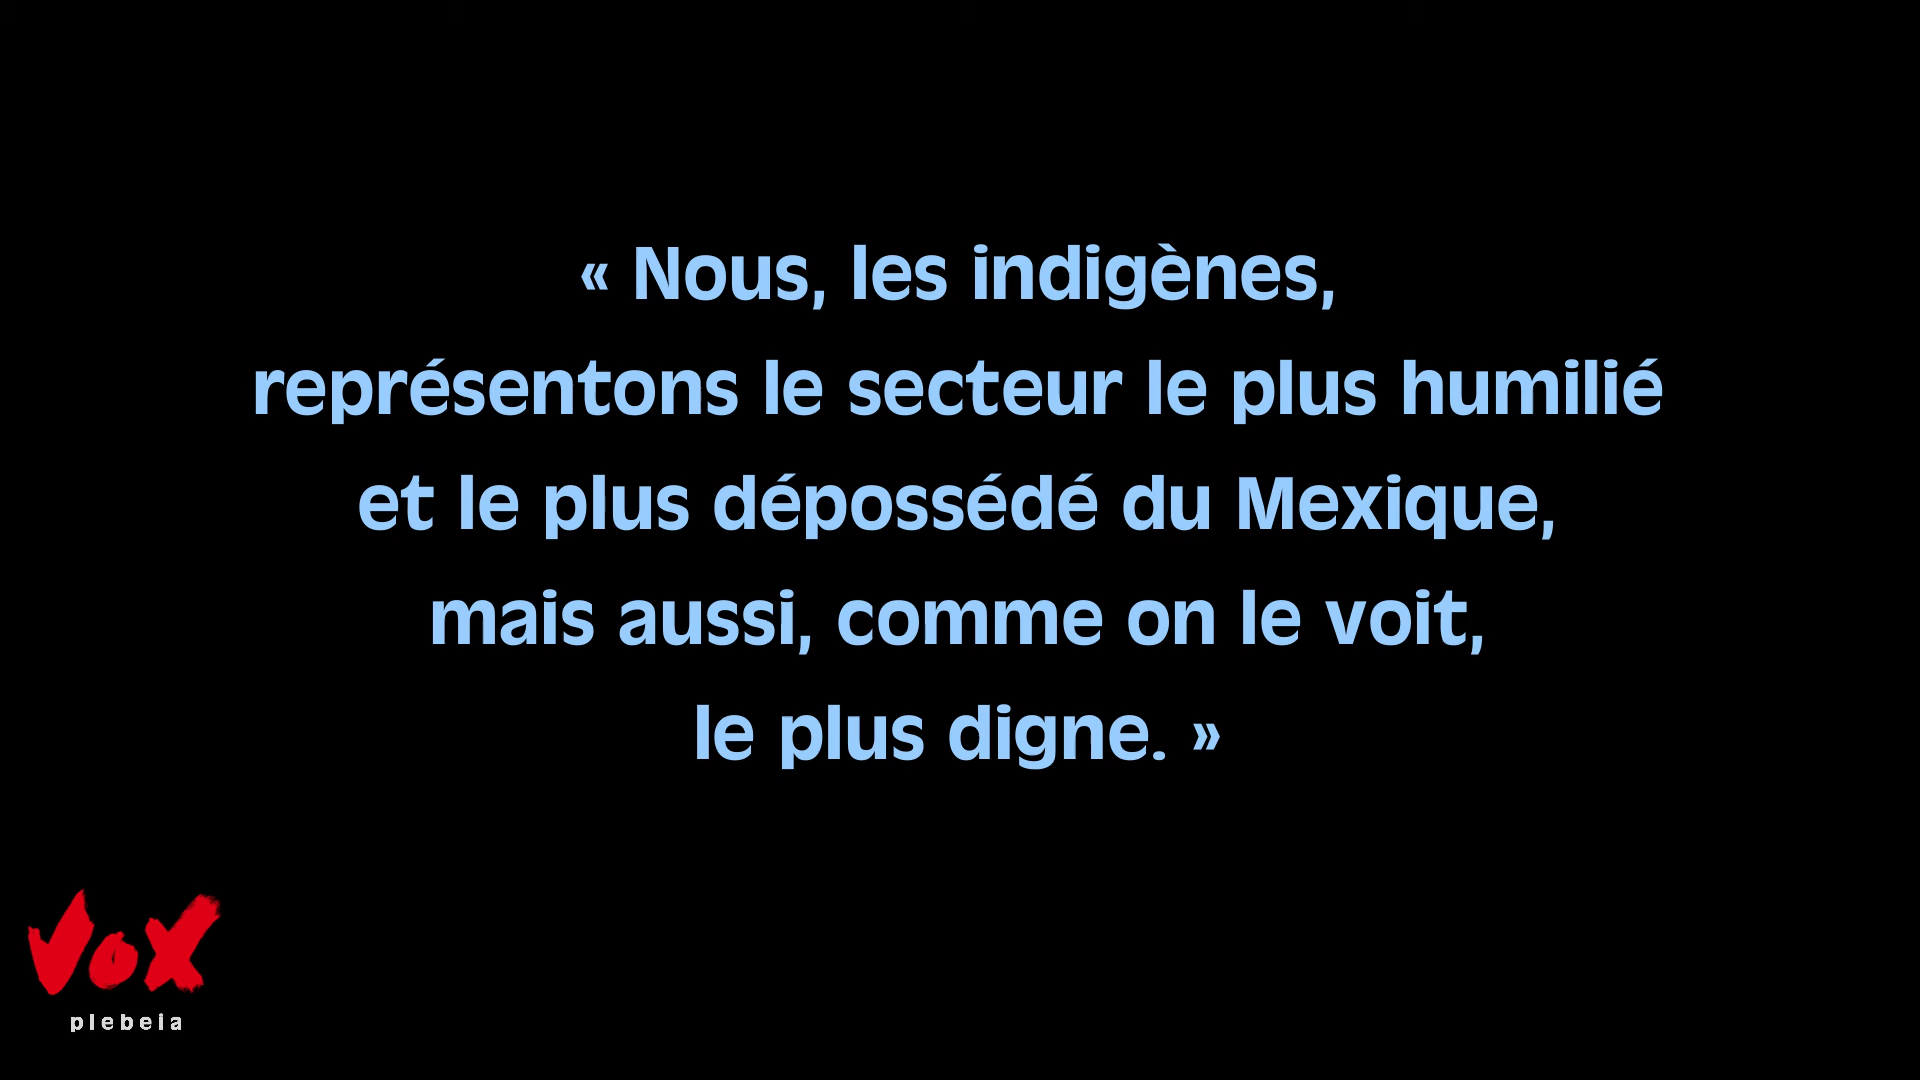 « Nous, les indigènes,
représentons le secteur le plus humilié
et le plus dépossédé du Mexique,
mais aussi, comme on le voit,
le plus digne. »
Vox
plebeia